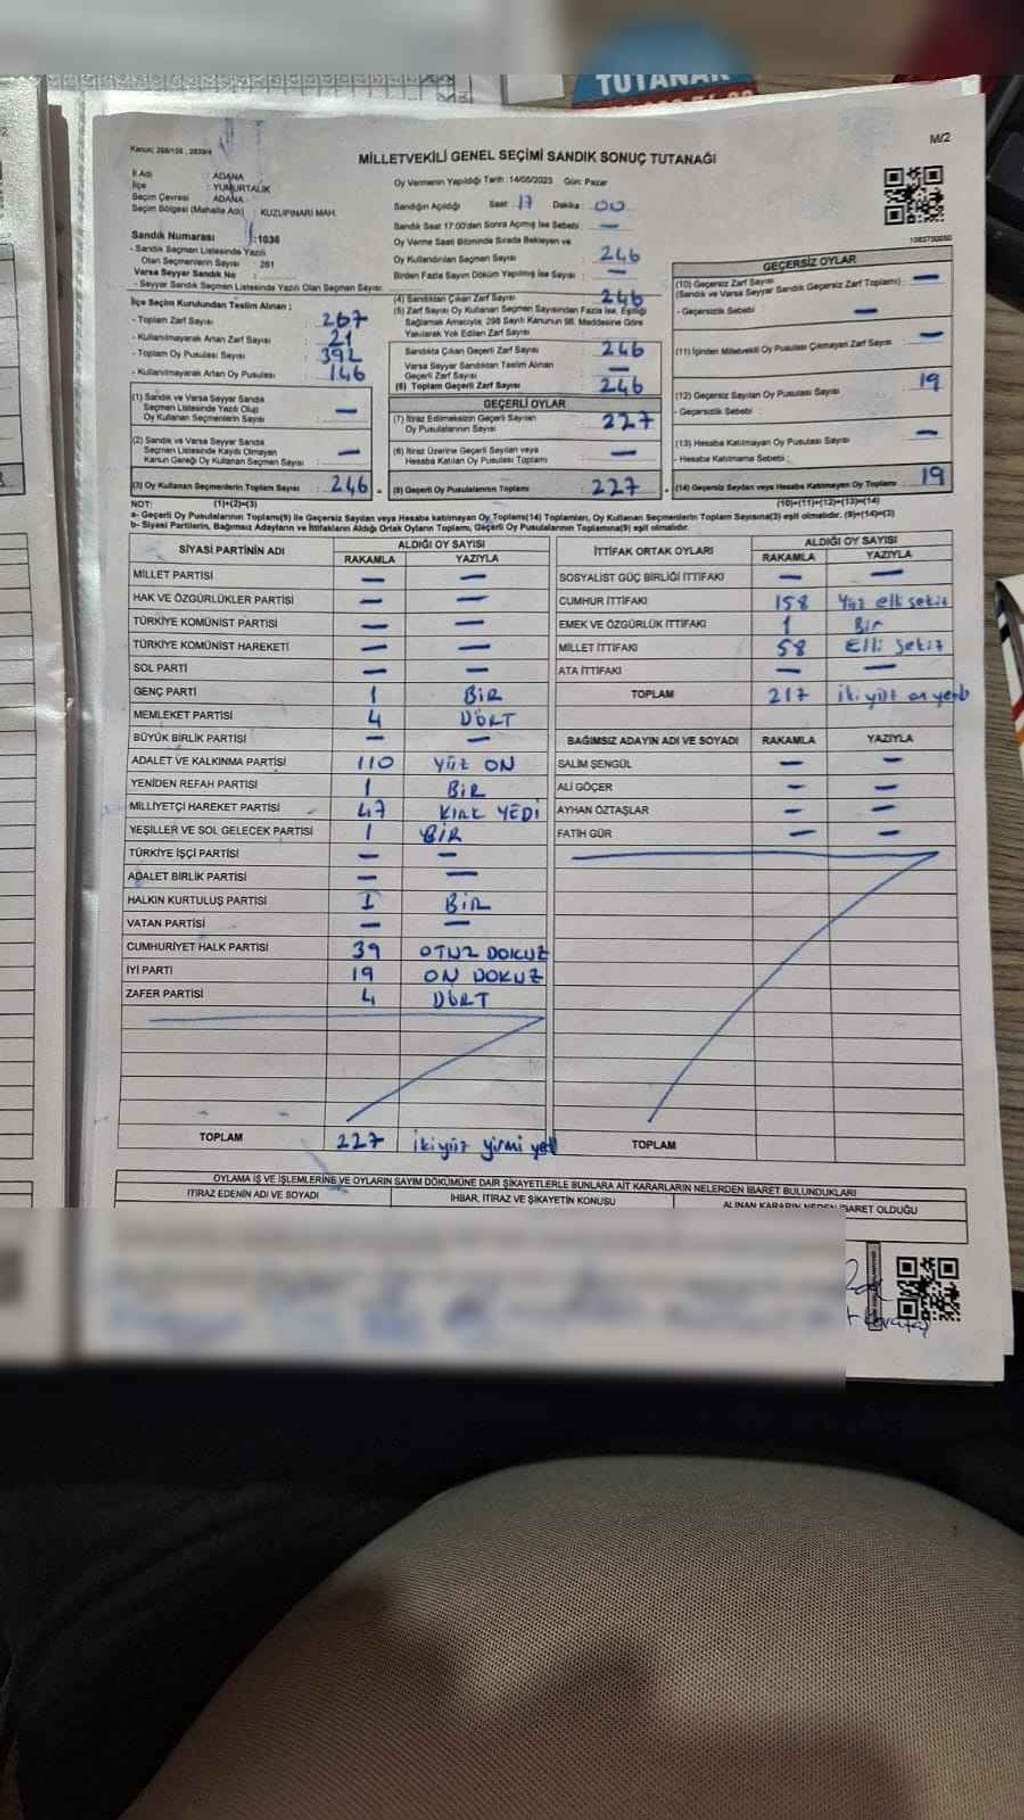 TUTANAK
M/2
MİLLETVEKİLİ GENEL SEÇİMİ SANDIK SONUÇ TUTANAĞI
İl Adı : ADANA
İlçe : YUMURTALIK
Seçim Çevresi : ADANA
Seçim Bölgesi (Mahalle Adı) : KUZUPINARI MAH.
Oy Vermenin Yapıldığı Tarih :14/05/2023 Gün: Pazar
Sandığın Açıldığı Saat : 17 Dakika : 00
Sandık Saat 17:00'den Sonra Açılmış İse Sebebi : —
Oy Verme Saati Bitiminde Sırada Bekleyen ve
Oy Kullandırılan Seçmen Sayısı : 246
Birden Fazla Sayım Döküm Yapılmış İse Sayısı : —
Sandık Numarası :1036
- Sandık Seçmen Listesinde Yazılı
Olan Seçmenlerin Sayısı : 261
Varsa Seyyar Sandık No :
- Seyyar Sandık Seçmen Listesinde Yazılı Olan Seçmen Sayısı:
İlçe Seçim Kurulundan Teslim Alınan ;
- Toplam Zarf Sayısı : 267
- Kullanılmayarak Artan Zarf Sayısı : 21
- Toplam Oy Pusulası Sayısı : 392
- Kullanılmayarak Artan Oy Pusulası : 146
(1) Sandık ve Varsa Seyyar Sandık
Seçmen Listesinde Yazılı Olup
Oy Kullanan Seçmenlerin Sayısı : —
(2) Sandık ve Varsa Seyyar Sandık
Seçmen Listesinde Kaydı Olmayan
Kanun Gereği Oy Kullanan Seçmen Sayısı : —
(3) Oy Kullanan Seçmenlerin Toplam Sayısı : 246
(4) Sandıktan Çıkan Zarf Sayısı : 246
(5) Zarf Sayısı Oy Kullanan Seçmen Sayısından Fazla İse, Eşitliği
Sağlamak Amacıyla, 298 Sayılı Kanunun 98. Maddesine Göre
Yakılarak Yok Edilen Zarf Sayısı :
Sandıkta Çıkan Geçerli Zarf Sayısı : 246
Varsa Seyyar Sandıktan Teslim Alınan
Geçerli Zarf Sayısı : —
(6) Toplam Geçerli Zarf Sayısı : 246
GEÇERLİ OYLAR
(7) İtiraz Edilmeksizin Geçerli Sayılan
Oy Pusulalarının Sayısı : 227
(8) İtiraz Üzerine Geçerli Sayılan veya
Hesaba Katılan Oy Pusulası Toplamı : —
(9) Geçerli Oy Pusulalarının Toplamı : 227
1083750050
GEÇERSİZ OYLAR
(10) Geçersiz Zarf Sayısı : —
(Sandık ve Varsa Seyyar Sandık Geçersiz Zarf Toplamı)
- Geçersizlik Sebebi : —
(11) İçinden Milletvekili Oy Pusulası Çıkmayan Zarf Sayısı : —
(12) Geçersiz Sayılan Oy Pusulası Sayısı : 19
- Geçersizlik Sebebi :
(13) Hesaba Katılmayan Oy Pusulası Sayısı : —
- Hesaba Katılmama Sebebi :
(14) Geçersiz Sayılan veya Hesaba Katılmayan Oy Toplamı : 19
NOT: (1)+(2)=(3) (10)+(11)+(12)+(13)=(14)
a- Geçerli Oy Pusulaları Toplamı(9) ile Geçersiz Sayılan veya Hesaba katılmayan Oy Toplamı(14) Toplamları, Oy Kullanan Seçmenlerin Toplam Sayısına(3) eşit olmalıdır. (9)+(14)=(3)
b- Siyasi Partilerin, Bağımsız Adayların ve İttifakların Aldığı Ortak Oyların Toplamı, Geçerli Oy Pusulalarının Toplamına(9) eşit olmalıdır.
SİYASİ PARTİNİN ADI ALDIĞI OY SAYISI
RAKAMLA YAZIYLA
MİLLET PARTİSİ — —
HAK VE ÖZGÜRLÜKLER PARTİSİ — —
TÜRKİYE KOMÜNİST PARTİSİ — —
TÜRKİYE KOMÜNİST HAREKETİ — —
SOL PARTİ — —
GENÇ PARTİ 1 BİR
MEMLEKET PARTİSİ 4 DÖRT
BÜYÜK BİRLİK PARTİSİ — —
ADALET VE KALKINMA PARTİSİ 110 YÜZ ON
YENİDEN REFAH PARTİSİ 1 BİR
MİLLİYETÇİ HAREKET PARTİSİ 47 KIRK YEDİ
YEŞİLLER VE SOL GELECEK PARTİSİ 1 BİR
TÜRKİYE İŞÇİ PARTİSİ — —
ADALET BİRLİK PARTİSİ — —
HALKIN KURTULUŞ PARTİSİ 1 BİR
VATAN PARTİSİ — —
CUMHURİYET HALK PARTİSİ 39 OTUZ DOKUZ
İYİ PARTİ 19 ON DOKUZ
ZAFER PARTİSİ 4 DÖRT
TOPLAM 227 ikiyüz yirmi yedi
İTTİFAK ORTAK OYLARI ALDIĞI OY SAYISI
RAKAMLA YAZIYLA
SOSYALİST GÜÇ BİRLİĞİ İTTİFAKI — —
CUMHUR İTTİFAKI 158 Yüz elli sekiz
EMEK VE ÖZGÜRLÜK İTTİFAKI 1 Bir
MİLLET İTTİFAKI 58 Elli sekiz
ATA İTTİFAKI — —
TOPLAM 217 iki yüz on yedi
BAĞIMSIZ ADAYIN ADI VE SOYADI RAKAMLA YAZIYLA
SALİM ŞENGÜL — —
ALİ GÖÇER — —
AYHAN ÖZTAŞLAR — —
FATİH GÜR — —
TOPLAM
OYLAMA İŞ VE İŞLEMLERİNE VE OYLARIN SAYIM DÖKÜMÜNE DAİR ŞİKAYETLERLE BUNLARA AİT KARARLARIN NELERDEN İBARET BULUNDUKLARI
İTİRAZ EDENİN ADI VE SOYADI İHBAR, İTİRAZ VE ŞİKAYETİN KONUSU ALINAN KARARIN NEDEN İBARET OLDUĞU